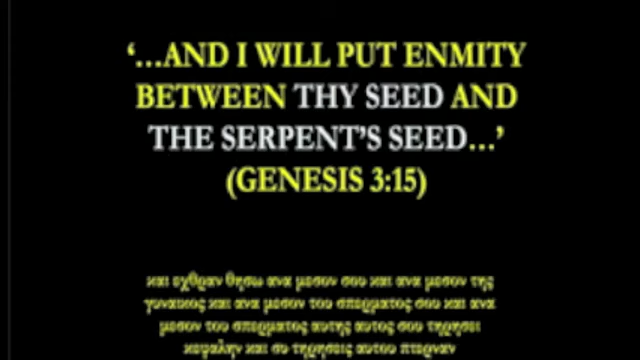 ‘...AND I WILL PUT ENMITY
BETWEEN THY SEED AND
THE SERPENT’S SEED...’
(GENESIS 3:15)
και εχθραν θησω ανα μεσον σου και ανα μεσον της
γυναικος και ανα μεσον του σπερματος σου και ανα
μεσον του σπερματος αυτης αυτος σου τηρησει
κεφαλην και συ τηρησεις αυτου πτερναν